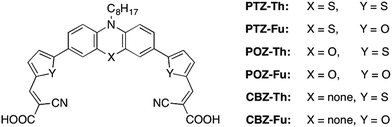 C₈H₁₇
N
X
Y
Y
CN
NC
HOOC
COOH
PTZ-Th: X = S, Y = S
PTZ-Fu: X = S, Y = O
POZ-Th: X = O, Y = S
POZ-Fu: X = O, Y = O
CBZ-Th: X = none, Y = S
CBZ-Fu: X = none, Y = O